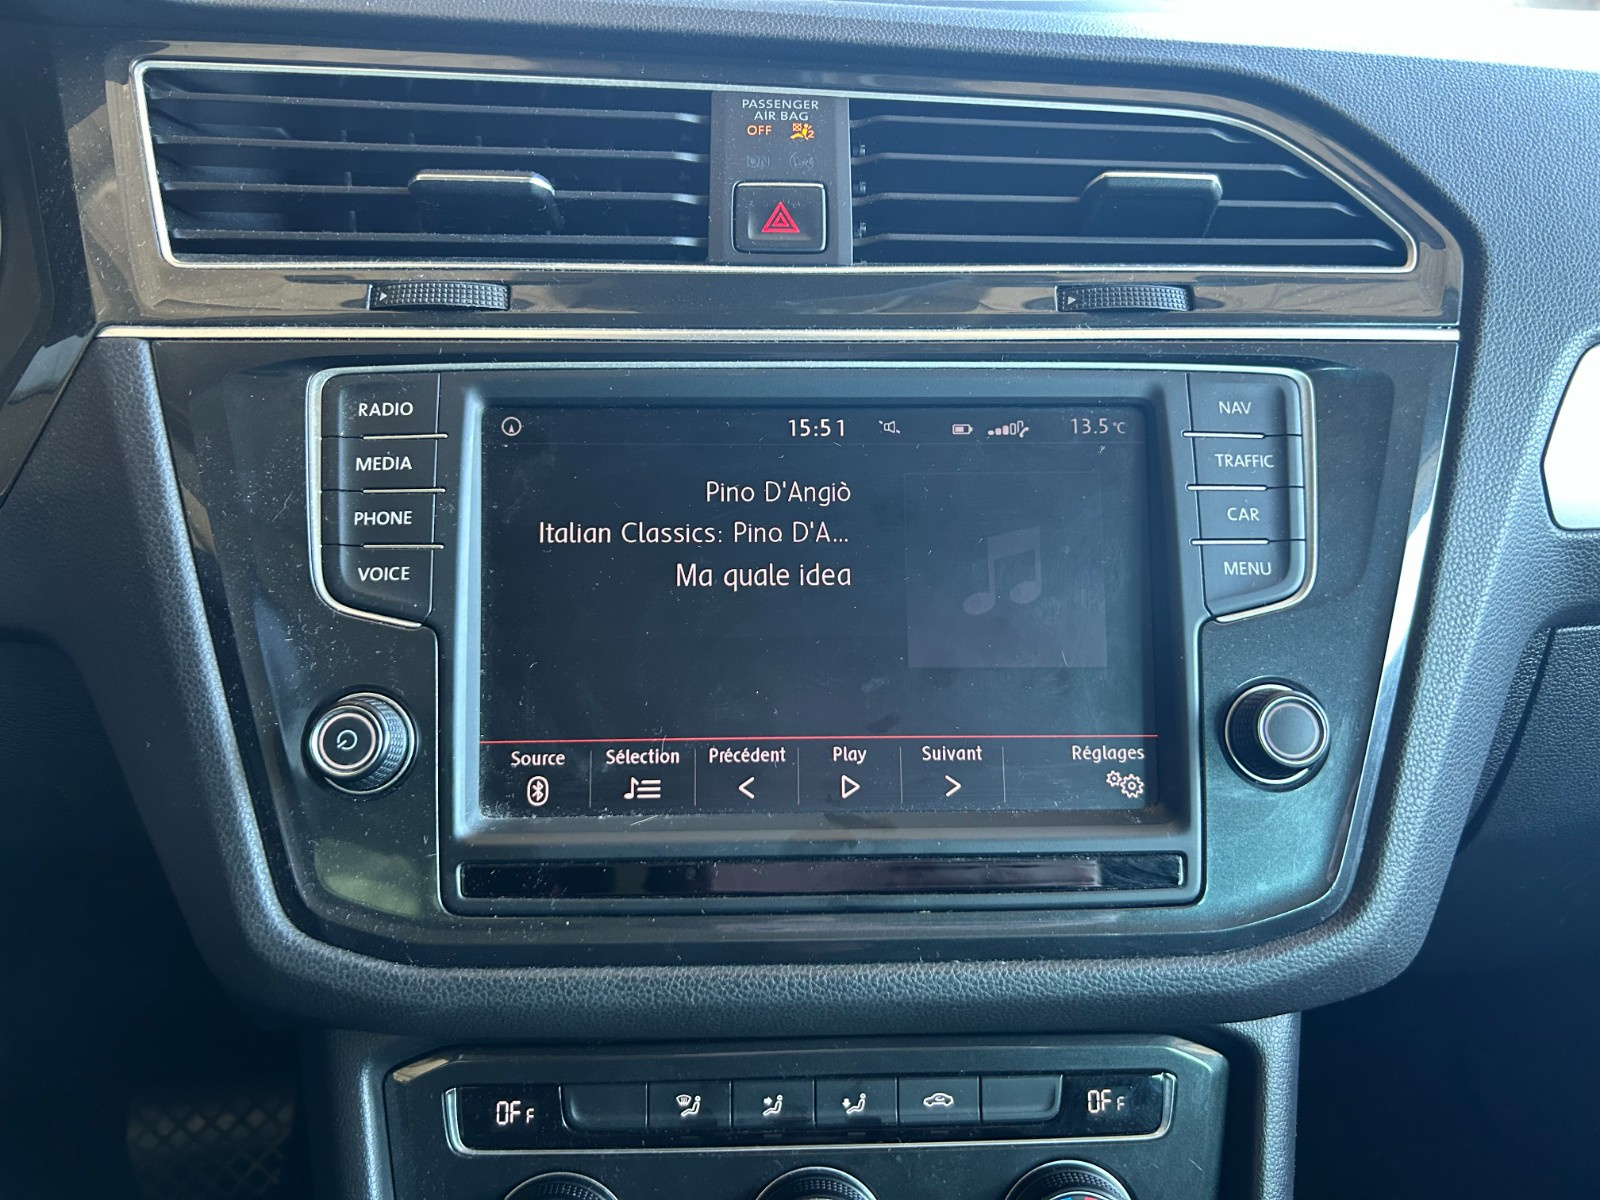 PASSENGER
AIR BAG
OFF
ON
RADIO
MEDIA
PHONE
VOICE
15:51
13.5°C
Pino D'Angiò
Italian Classics: Pino D'A...
Ma quale idea
Source
Sélection
Précédent
Play
Suivant
Réglages
NAV
TRAFFIC
CAR
MENU
OFF
OFF